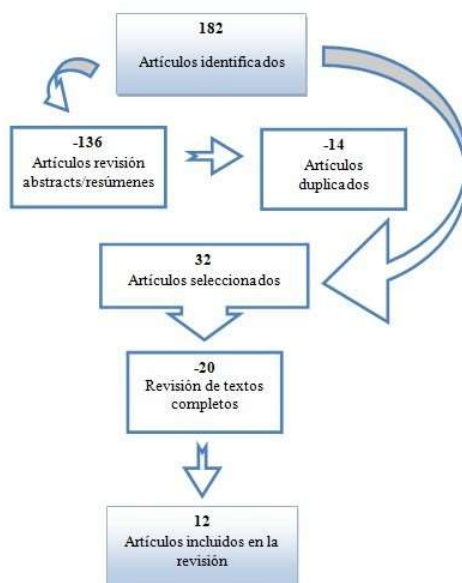 182
Artículos identificados
-136
Artículos revisión
abstracts/resúmenes
-14
Artículos
duplicados
32
Artículos seleccionados
-20
Revisión de textos
completos
12
Artículos incluidos en la
revisión